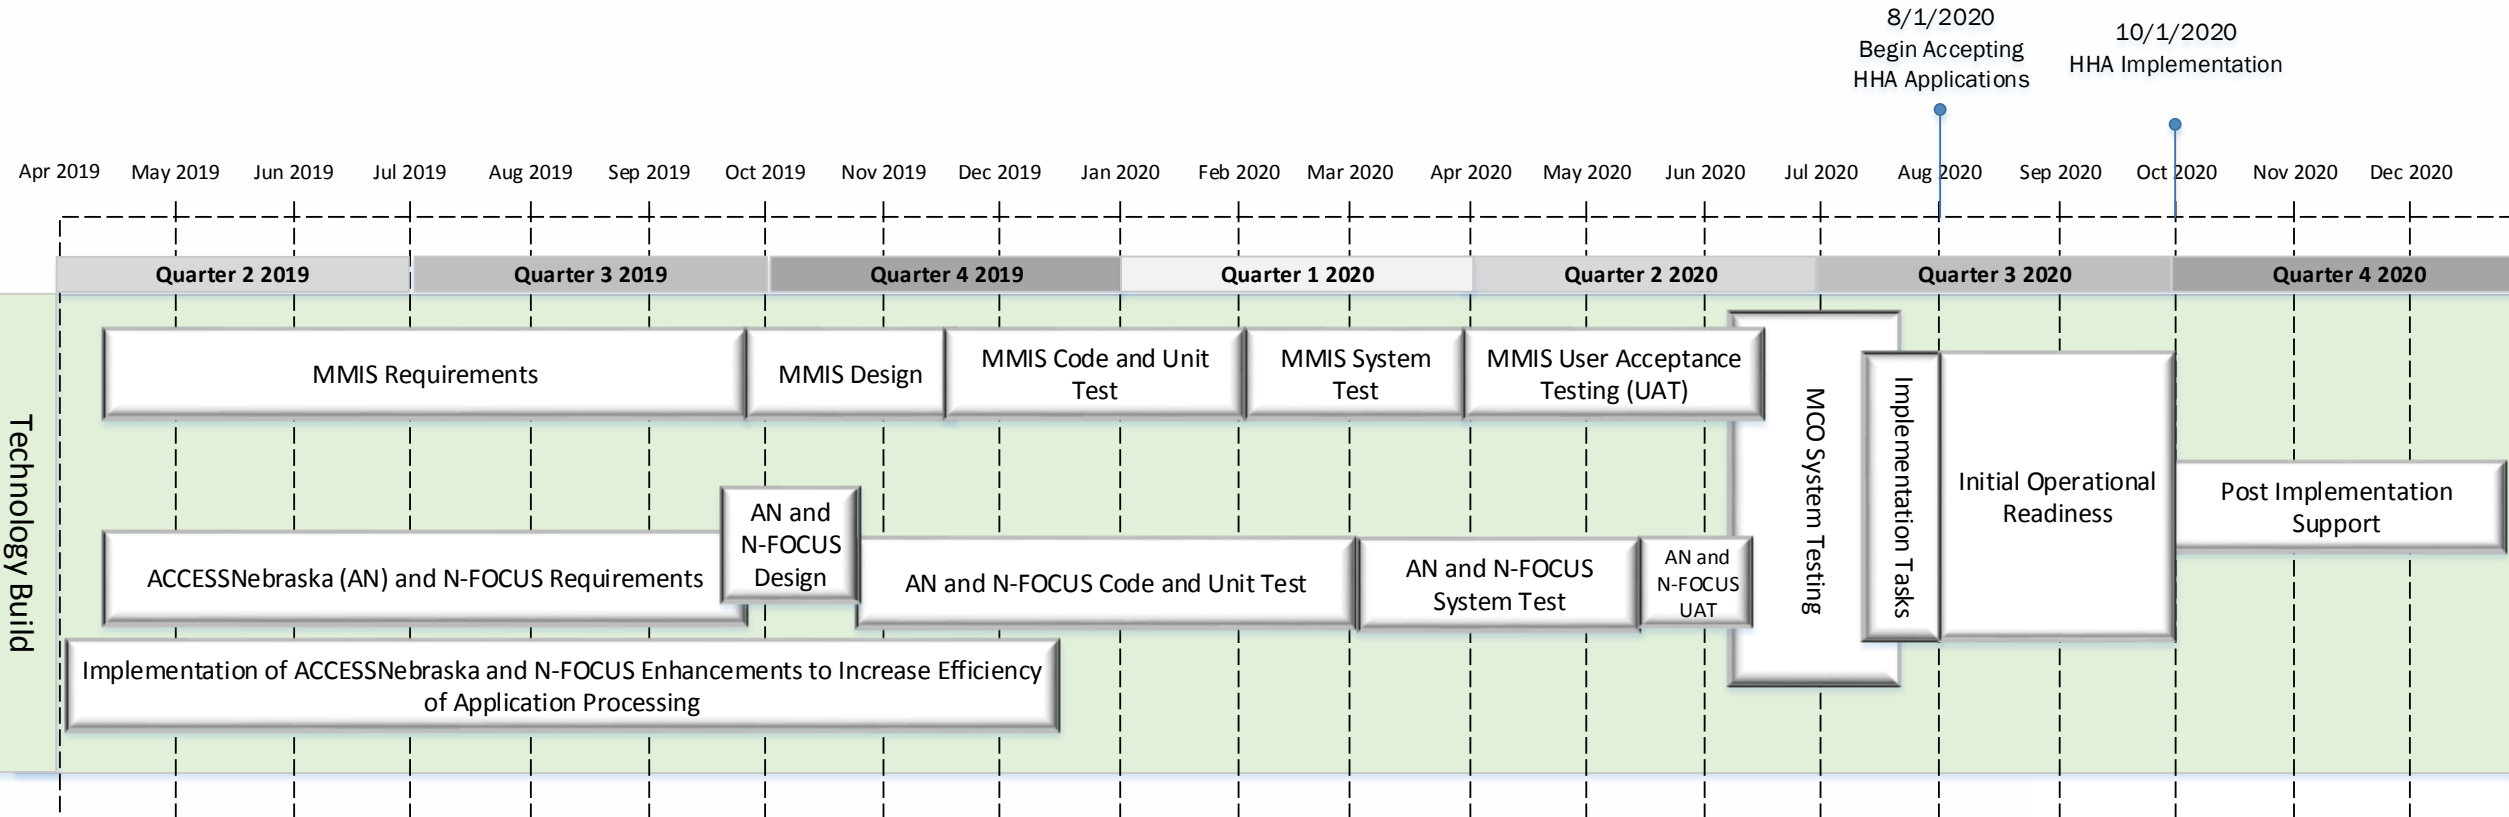 8/1/2020
Begin Accepting
HHA Applications
10/1/2020
HHA Implementation
Apr 2019
May 2019
Jun 2019
Jul 2019
Aug 2019
Sep 2019
Oct 2019
Nov 2019
Dec 2019
Jan 2020
Feb 2020
Mar 2020
Apr 2020
May 2020
Jun 2020
Jul 2020
Aug 2020
Sep 2020
Oct 2020
Nov 2020
Dec 2020
Quarter 2 2019
Quarter 3 2019
Quarter 4 2019
Quarter 1 2020
Quarter 2 2020
Quarter 3 2020
Quarter 4 2020
Technology Build
MMIS Requirements
MMIS Design
MMIS Code and Unit
Test
MMIS System
Test
MMIS User Acceptance
Testing (UAT)
MCO System Testing
Implementation Tasks
Initial Operational
Readiness
Post Implementation
Support
ACCESSNebraska (AN) and N-FOCUS Requirements
AN and
N-FOCUS
Design
AN and N-FOCUS Code and Unit Test
AN and N-FOCUS
System Test
AN and
N-FOCUS
UAT
Implementation of ACCESSNebraska and N-FOCUS Enhancements to Increase Efficiency
of Application Processing